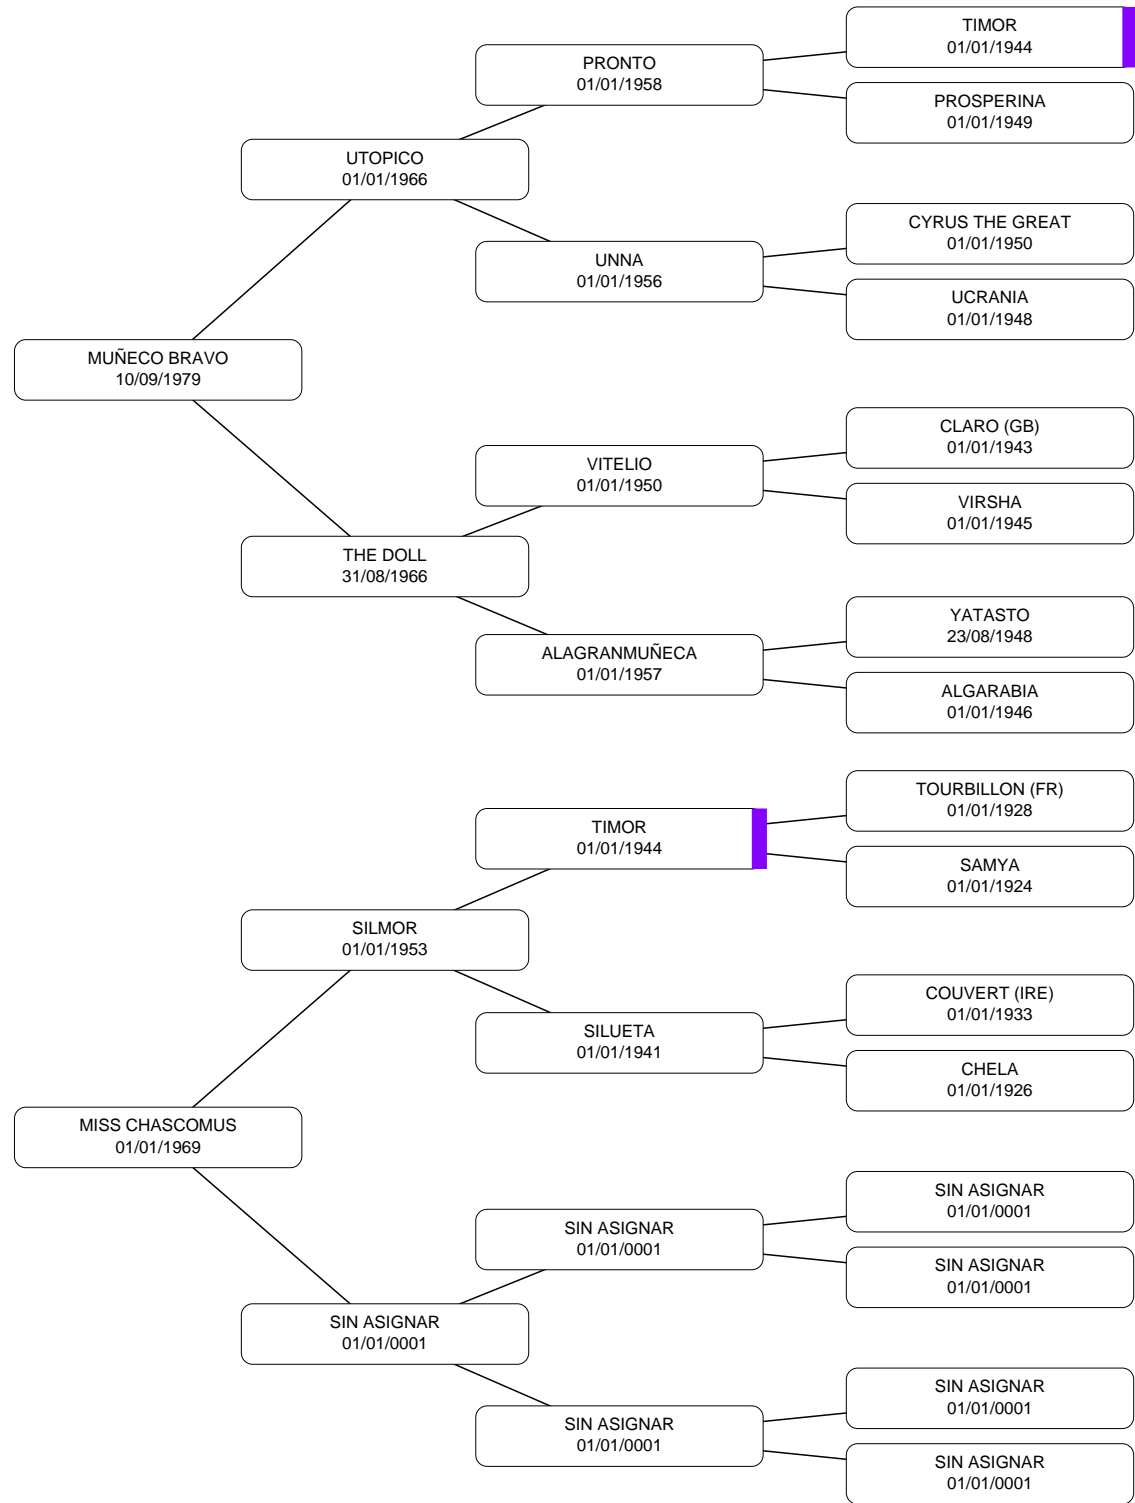 TIMOR
01/01/1944
PRONTO
01/01/1958
PROSPERINA
01/01/1949
UTOPICO
01/01/1966
CYRUS THE GREAT
01/01/1950
UNNA
01/01/1956
UCRANIA
01/01/1948
MUÑECO BRAVO
10/09/1979
CLARO (GB)
01/01/1943
VITELIO
01/01/1950
VIRSHA
01/01/1945
THE DOLL
31/08/1966
YATASTO
23/08/1948
ALAGRANMUÑECA
01/01/1957
ALGARABIA
01/01/1946
TOURBILLON (FR)
01/01/1928
TIMOR
01/01/1944
SAMYA
01/01/1924
SILMOR
01/01/1953
COUVERT (IRE)
01/01/1933
SILUETA
01/01/1941
CHELA
01/01/1926
MISS CHASCOMUS
01/01/1969
SIN ASIGNAR
01/01/0001
SIN ASIGNAR
01/01/0001
SIN ASIGNAR
01/01/0001
SIN ASIGNAR
01/01/0001
SIN ASIGNAR
01/01/0001
SIN ASIGNAR
01/01/0001
SIN ASIGNAR
01/01/0001